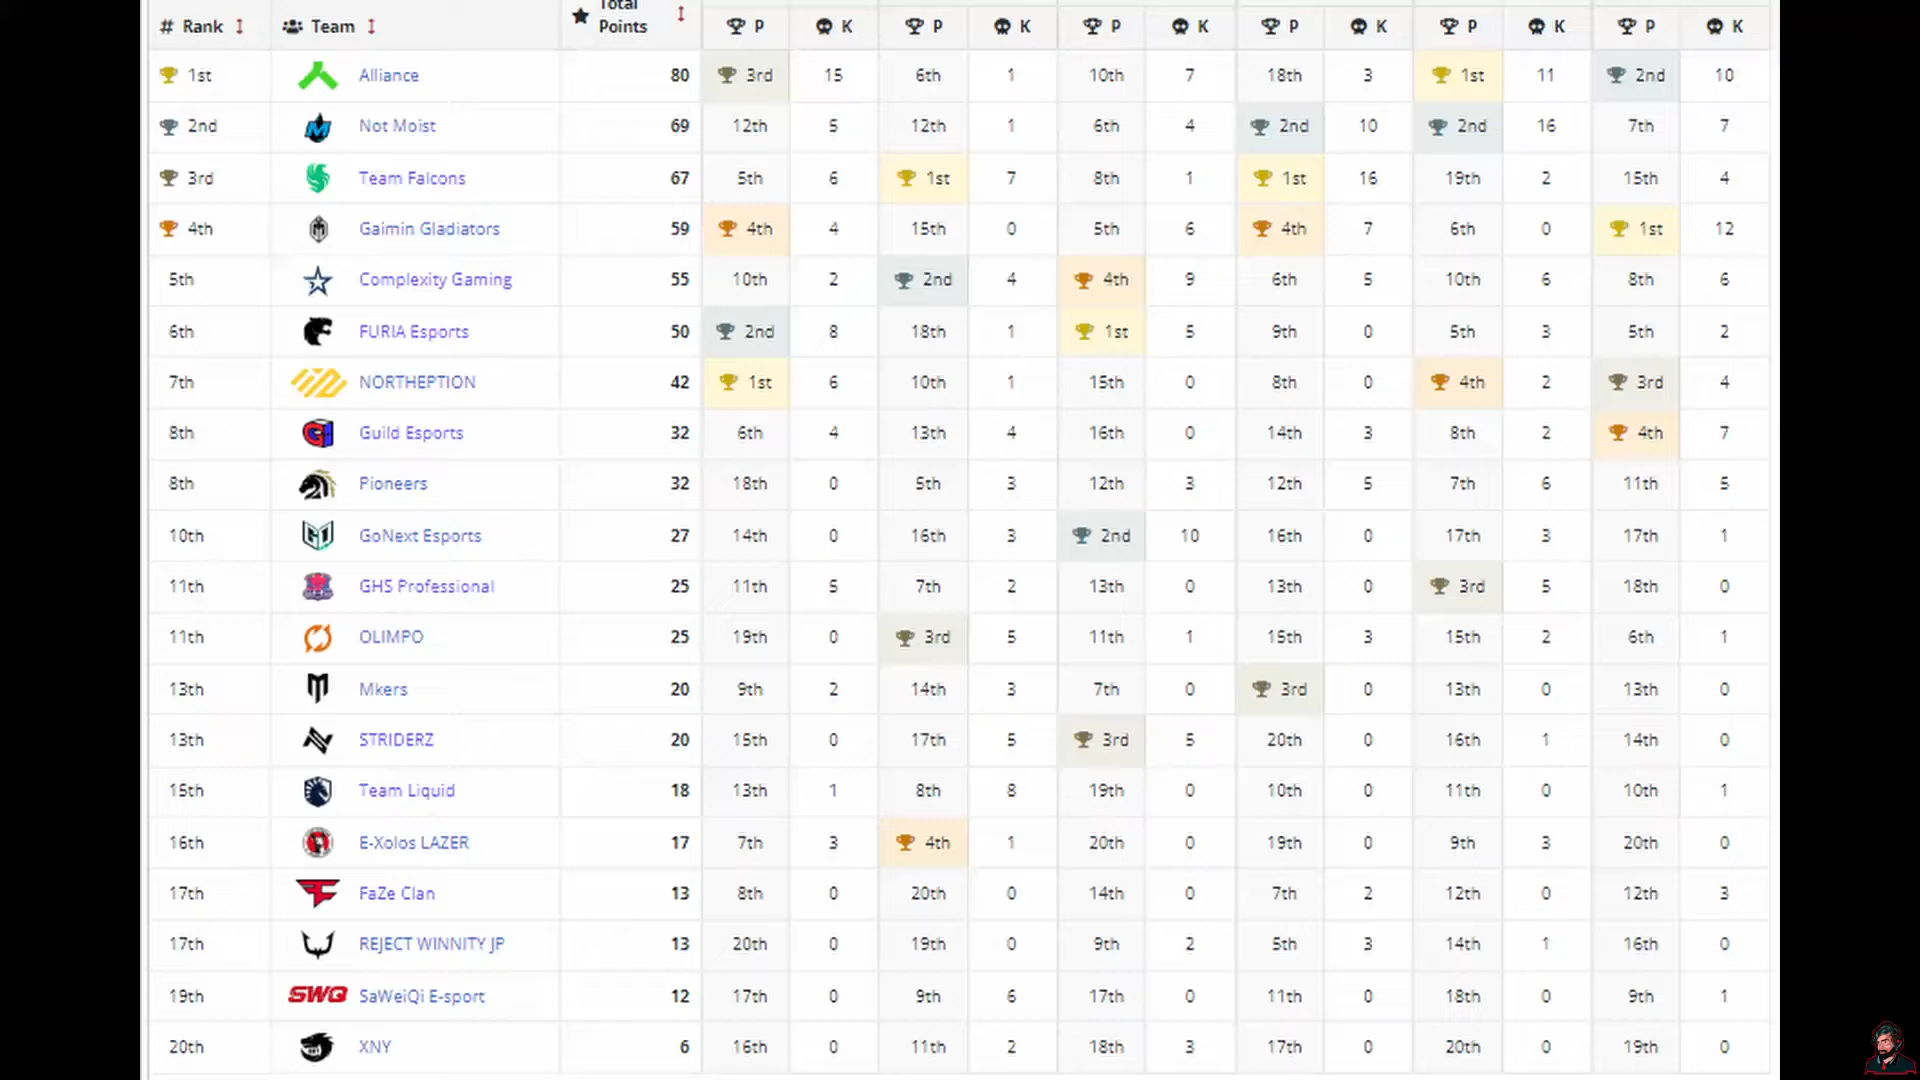 # Rank Team Total Points P K P K P K P K P K P K
1st Alliance 80 3rd 15 6th 1 10th 7 18th 3 1st 11 2nd 10
2nd Not Moist 69 12th 5 12th 1 6th 4 2nd 10 2nd 16 7th 7
3rd Team Falcons 67 5th 6 1st 7 8th 1 1st 16 19th 2 15th 4
4th Gaimin Gladiators 59 4th 4 15th 0 5th 6 4th 7 6th 0 1st 12
5th Complexity Gaming 55 10th 2 2nd 4 4th 9 6th 5 10th 6 8th 6
6th FURIA Esports 50 2nd 8 18th 1 1st 5 9th 0 5th 3 5th 2
7th NORTHEPTION 42 1st 6 10th 1 15th 0 8th 0 4th 2 3rd 4
8th Guild Esports 32 6th 4 13th 4 16th 0 14th 3 8th 2 4th 7
8th Pioneers 32 18th 0 5th 3 12th 3 12th 5 7th 6 11th 5
10th GoNext Esports 27 14th 0 16th 3 2nd 10 16th 0 17th 3 17th 1
11th GHS Professional 25 11th 5 7th 2 13th 0 13th 0 3rd 5 18th 0
11th OLIMPO 25 19th 0 3rd 5 11th 1 15th 3 15th 2 6th 1
13th Mkers 20 9th 2 14th 3 7th 0 3rd 0 13th 0 13th 0
13th STRIDERZ 20 15th 0 17th 5 3rd 5 20th 0 16th 1 14th 0
15th Team Liquid 18 13th 1 8th 8 19th 0 10th 0 11th 0 10th 1
16th E-Xolos LAZER 17 7th 3 4th 1 20th 0 19th 0 9th 3 20th 0
17th FaZe Clan 13 8th 0 20th 0 14th 0 7th 2 12th 0 12th 3
17th REJECT WINNITY JP 13 20th 0 19th 0 9th 2 5th 3 14th 1 16th 0
19th SWQ SaWeiQi E-sport 12 17th 0 9th 6 17th 0 11th 0 18th 0 9th 1
20th XNY 6 16th 0 11th 2 18th 3 17th 0 20th 0 19th 0